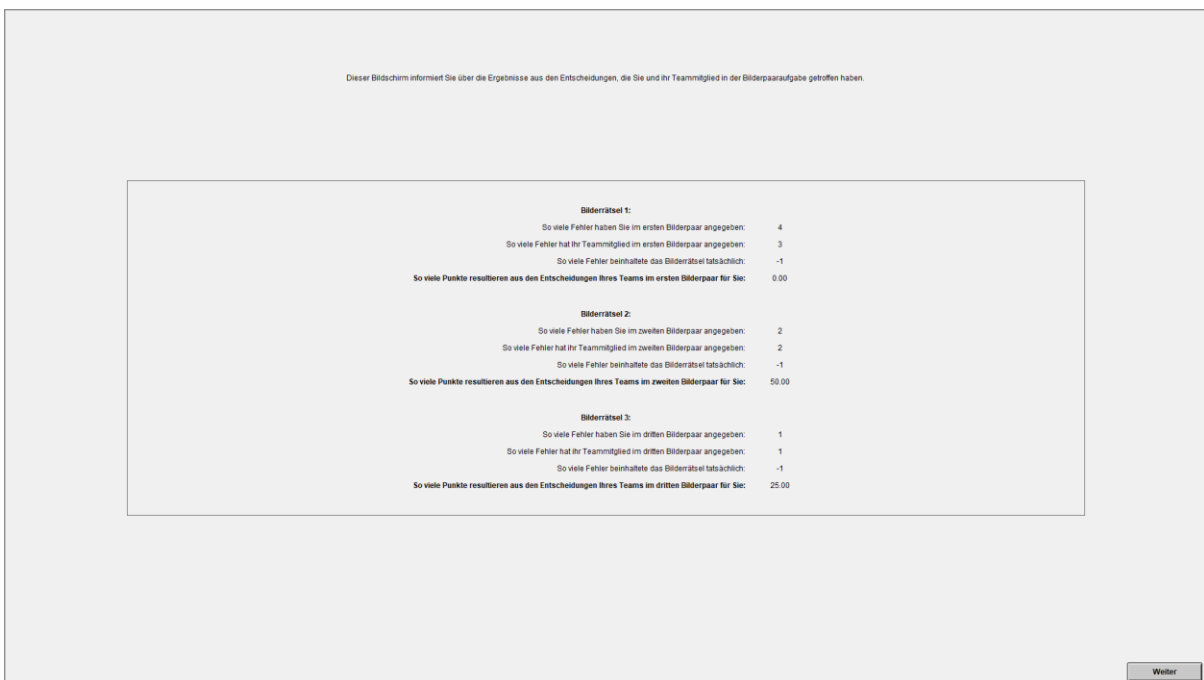 Dieser Bildschirm informiert Sie über die Ergebnisse aus den Entscheidungen, die Sie und ihr Teammitglied in der Bilderpaaraufgabe getroffen haben.
Bilderrätsel 1:
So viele Fehler haben Sie im ersten Bilderpaar angegeben: 4
So viele Fehler hat Ihr Teammitglied im ersten Bilderpaar angegeben: 3
So viele Fehler beinhaltete das Bilderrätsel tatsächlich: -1
So viele Punkte resultieren aus den Entscheidungen Ihres Teams im ersten Bilderpaar für Sie: 0.00
Bilderrätsel 2:
So viele Fehler haben Sie im zweiten Bilderpaar angegeben: 2
So viele Fehler hat ihr Teammitglied im zweiten Bilderpaar angegeben: 2
So viele Fehler beinhaltete das Bilderrätsel tatsächlich: -1
So viele Punkte resultieren aus den Entscheidungen Ihres Teams im zweiten Bilderpaar für Sie: 50.00
Bilderrätsel 3:
So viele Fehler haben Sie im dritten Bilderpaar angegeben: 1
So viele Fehler hat ihr Teammitglied im dritten Bilderpaar angegeben: 1
So viele Fehler beinhaltete das Bilderrätsel tatsächlich: -1
So viele Punkte resultieren aus den Entscheidungen Ihres Teams im dritten Bilderpaar für Sie: 25.00
Weiter